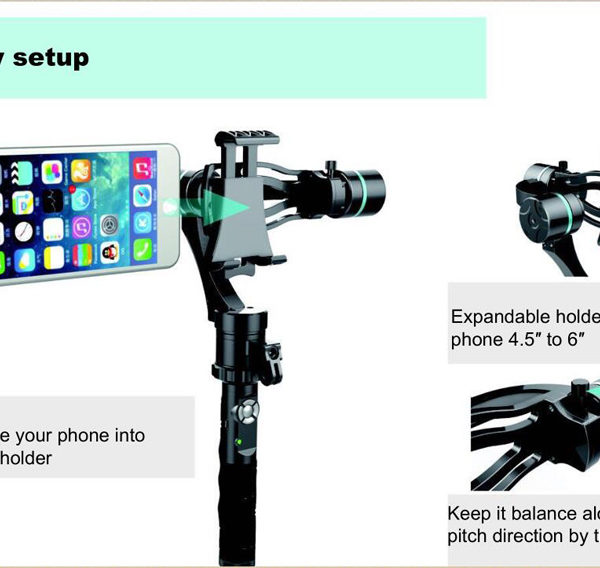 y setup
e your phone into
holder
Expandable holde
phone 4.5″ to 6″
Keep it balance alo
pitch direction by t